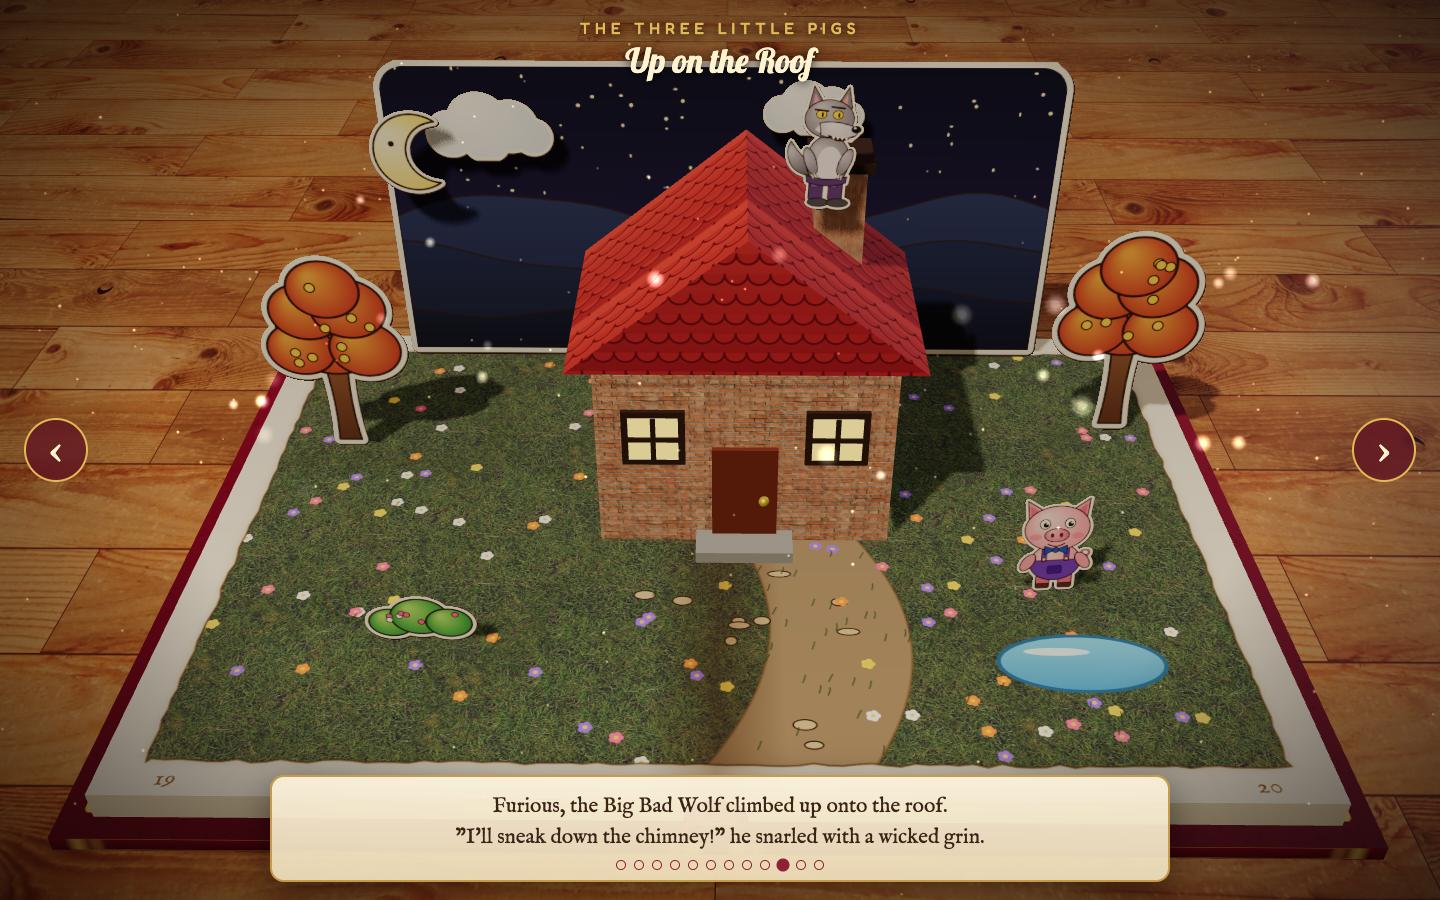 THE THREE LITTLE PIGS
Up on the Roof
19
20
Furious, the Big Bad Wolf climbed up onto the roof.
”I’ll sneak down the chimney!” he snarled with a wicked grin.